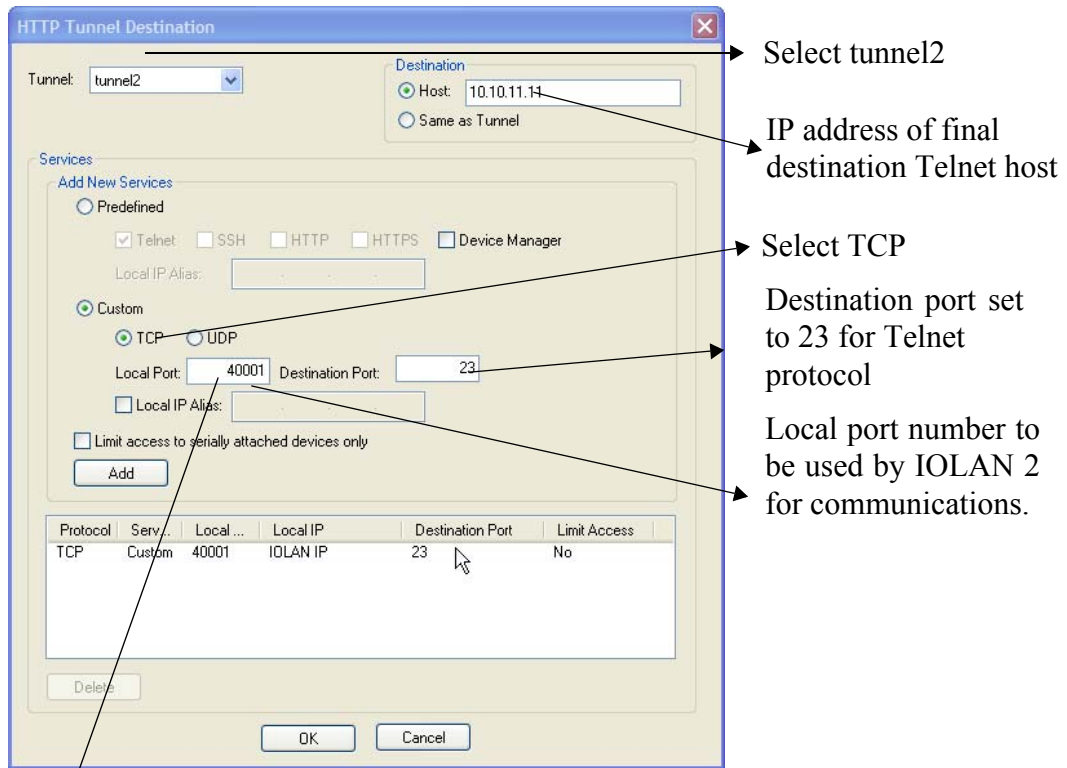 HTTP Tunnel Destination
Tunnel: tunnel2
Destination
Host: 10.10.11.11
Same as Tunnel
Services
Add New Services
Predefined
Telnet SSH HTTP HTTPS Device Manager
Local IP Alias: . . .
Custom
TCP UDP
Local Port: 40001 Destination Port: 23
Local IP Alias: . . .
Limit access to serially attached devices only
Add
Protocol Serv... Local ... Local IP Destination Port Limit Access
TCP Custom 40001 IOLAN IP 23 No
Delete
OK Cancel
Select tunnel2
IP address of final
destination Telnet host
Select TCP
Destination port set
to 23 for Telnet
protocol
Local port number to
be used by IOLAN 2
for communications.